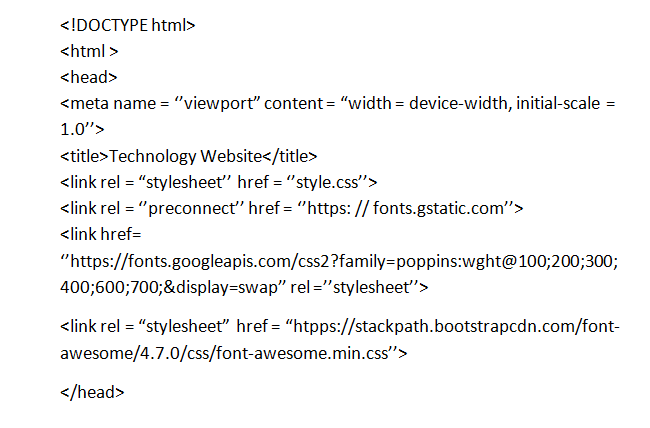 <!DOCTYPE html>
<html >
<head>
<meta name = ‘’viewport” content = “width = device-width, initial-scale =
1.0’’>
<title>Technology Website</title>
<link rel = “stylesheet’’ href = ‘’style.css’’>
<link rel = ‘’preconnect’’ href = ‘’https: // fonts.gstatic.com’’>
<link href=
‘’https://fonts.googleapis.com/css2?family=poppins:wght@100;200;300;
400;600;700;&display=swap” rel =’’stylesheet’’>
<link rel = “stylesheet” href = “htpps://stackpath.bootstrapcdn.com/font-
awesome/4.7.0/css/font-awesome.min.css’’>
</head>